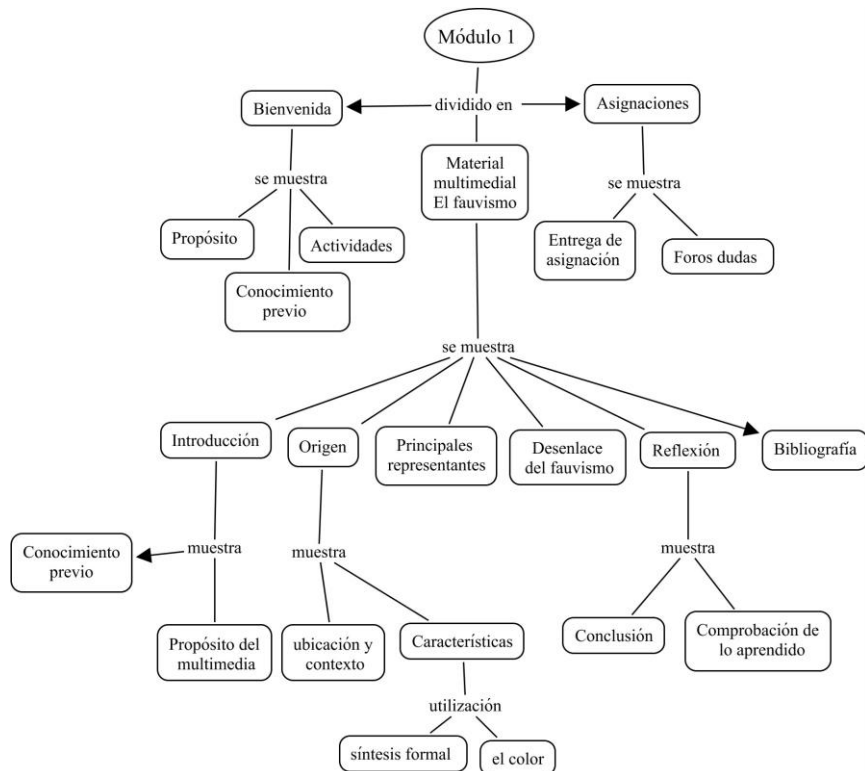 Módulo 1
Bienvenida
dividido en
Asignaciones
Material
multimedial
El fauvismo
se muestra
se muestra
Propósito
Actividades
Conocimiento
previo
Entrega de
asignación
Foros dudas
se muestra
Introducción
Origen
Principales
representantes
Desenlace
del fauvismo
Reflexión
Bibliografía
Conocimiento
previo
muestra
muestra
muestra
Propósito del
multimedia
ubicación y
contexto
Características
Conclusión
Comprobación de
lo aprendido
utilización
síntesis formal
el color